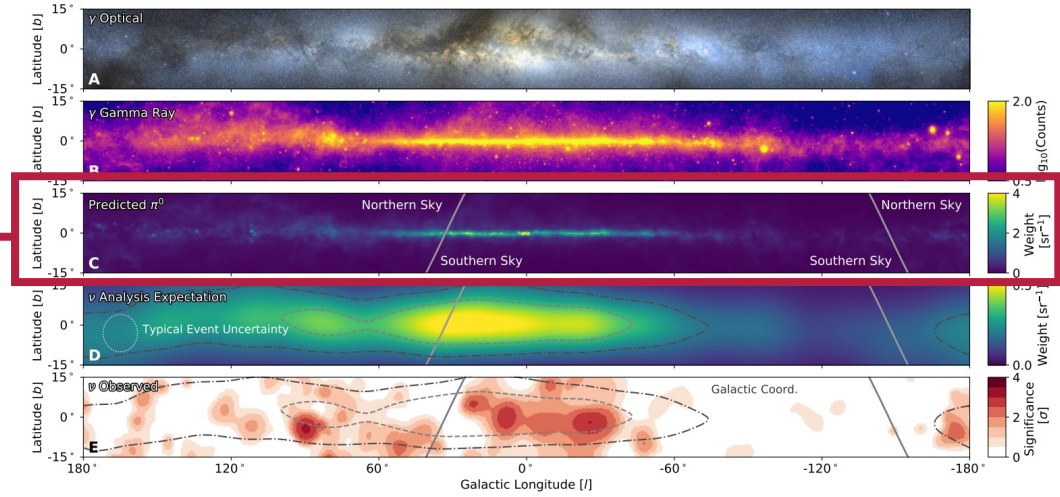 15°
γ Optical
Latitude [b]
0°
A
-15°
15°
γ Gamma Ray
Latitude [b]
0°
B
2.0
log₁₀(Counts)
0.5
-15
15°
Predicted π⁰
Northern Sky
Northern Sky
Latitude [b]
0°
C
Southern Sky
Southern Sky
-15°
4
2
0
Weight
[sr⁻¹]
ν Analysis Expectation
Latitude [b]
0°
Typical Event Uncertainty
D
-15°
0.5
0.0
Weight [sr⁻¹]
15°
ν Observed
Galactic Coord.
Latitude [b]
0°
E
-15°
4
2
0
Significance
[σ]
180°
120°
60°
0°
-60°
-120°
-180°
Galactic Longitude [l]